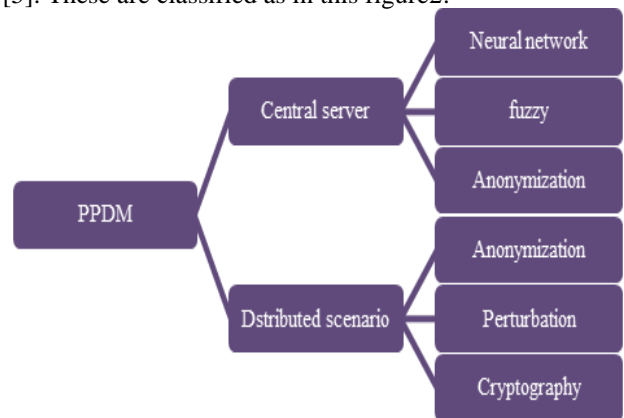 [5]. These are classified as in this figure2:
Neural network
Central server
fuzzy
Anonymization
PPDM
Anonymization
Dstributed scenario
Perturbation
Cryptography